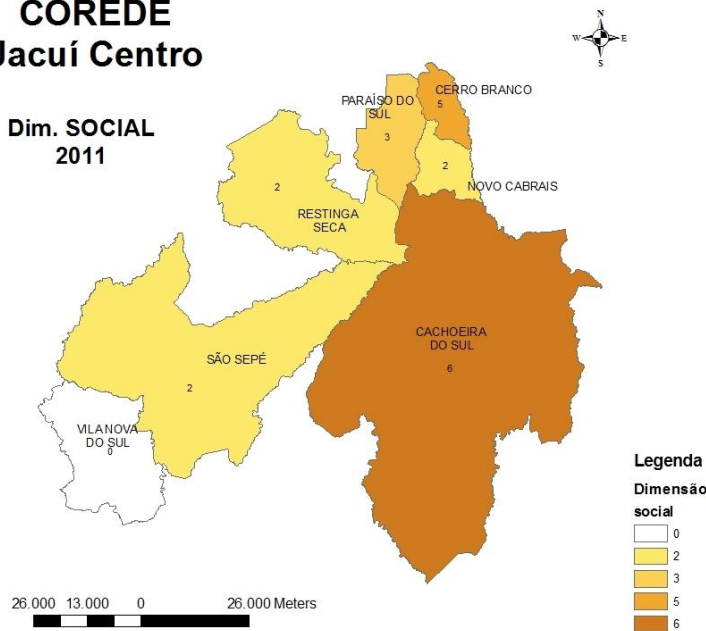 COREDE
Jacuí Centro
Dim. SOCIAL
2011
N
W
E
S
CERRO BRANCO
5
PARAÍSO DO
SUL
3
2
NOVO CABRAIS
2
RESTINGA
SECA
CACHOEIRA
DO SUL
6
SÃO SEPÉ
2
VILA NOVA
DO SUL
0
Legenda
Dimensão
social
0
2
3
5
6
26.000 13.000 0 26.000 Meters